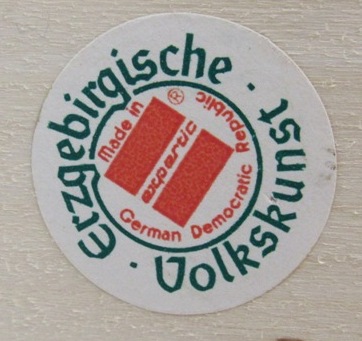 Erzgebirgische · Volkskunst ·
Made in
German Democratic Republic
expertic
®